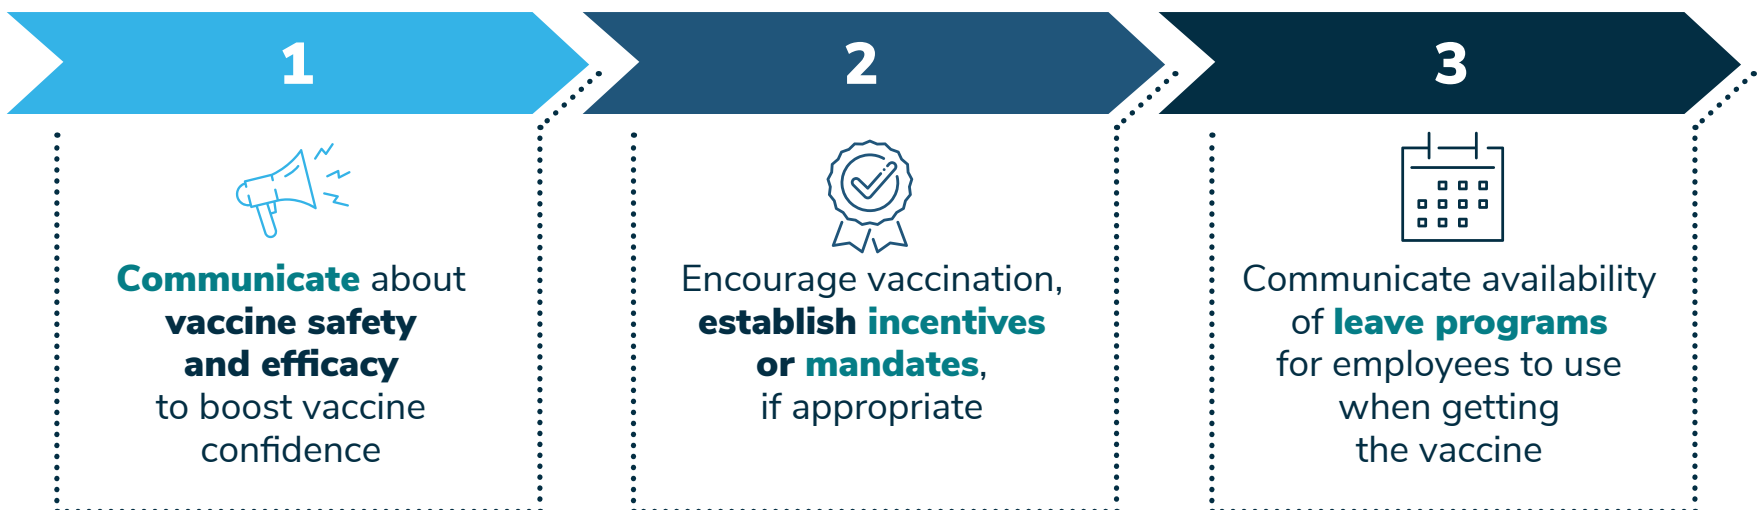 1
Communicate about
vaccine safety
and efficacy
to boost vaccine
confidence
2
Encourage vaccination,
establish incentives
or mandates,
if appropriate
3
Communicate availability
of leave programs
for employees to use
when getting
the vaccine